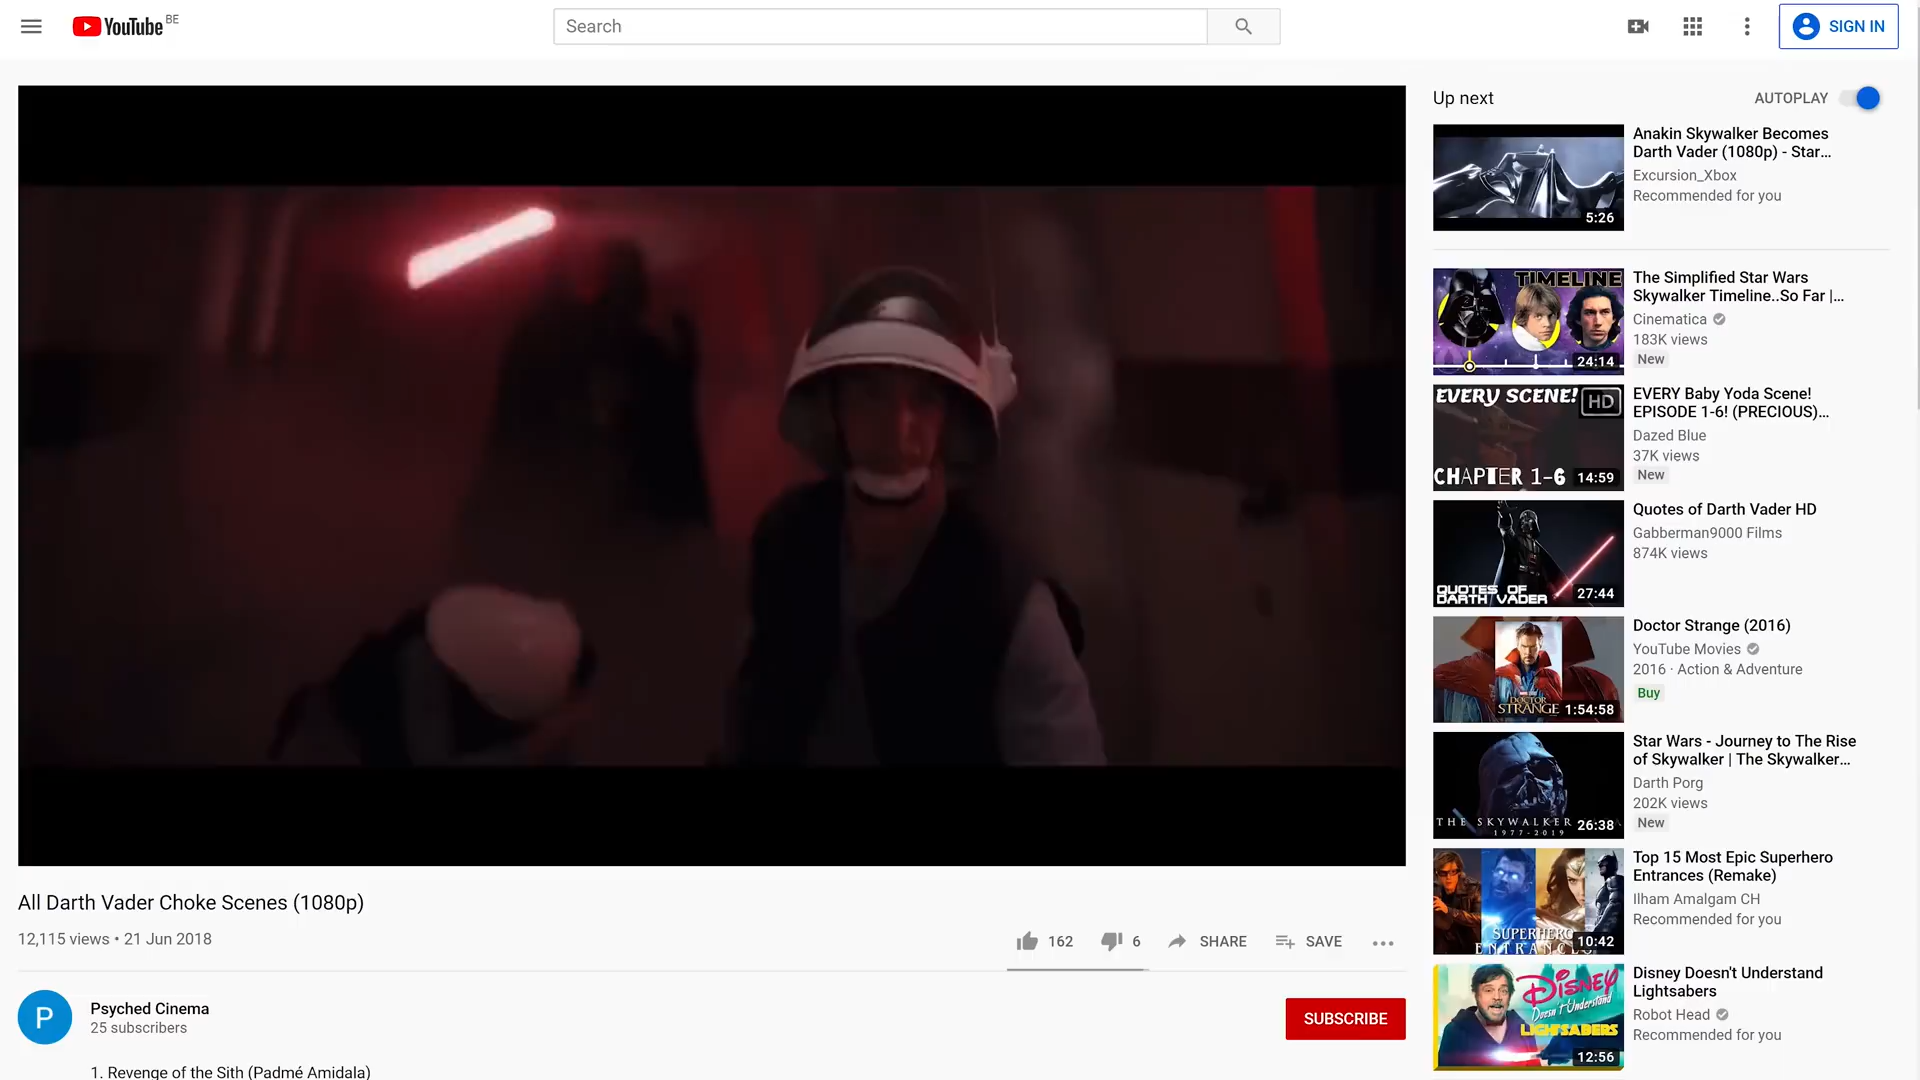 YouTube BE
Search
SIGN IN
Up next
AUTOPLAY
5:26
Anakin Skywalker Becomes
Darth Vader (1080p) - Star...
Excursion_Xbox
Recommended for you
TIMELINE
24:14
The Simplified Star Wars
Skywalker Timeline..So Far |...
Cinematica
183K views
New
EVERY SCENE!
HD
CHAPTER 1-6
14:59
EVERY Baby Yoda Scene!
EPISODE 1-6! (PRECIOUS)...
Dazed Blue
37K views
New
QUOTES OF
DARTH VADER
27:44
Quotes of Darth Vader HD
Gabberman9000 Films
874K views
DOCTOR
STRANGE
1:54:58
Doctor Strange (2016)
YouTube Movies
2016 · Action & Adventure
Buy
THE SKYWALKER
1977-2019
26:38
Star Wars - Journey to The Rise
of Skywalker | The Skywalker...
Darth Porg
202K views
New
SUPERHERO
ENTRANCES
10:42
Top 15 Most Epic Superhero
Entrances (Remake)
Ilham Amalgam CH
Recommended for you
DISNEY
Doesn't Understand
LIGHTSABERS
12:56
Disney Doesn't Understand
Lightsabers
Robot Head
Recommended for you
All Darth Vader Choke Scenes (1080p)
12,115 views • 21 Jun 2018
162
6
SHARE
SAVE
P
Psyched Cinema
25 subscribers
SUBSCRIBE
1. Revenge of the Sith (Padmé Amidala)